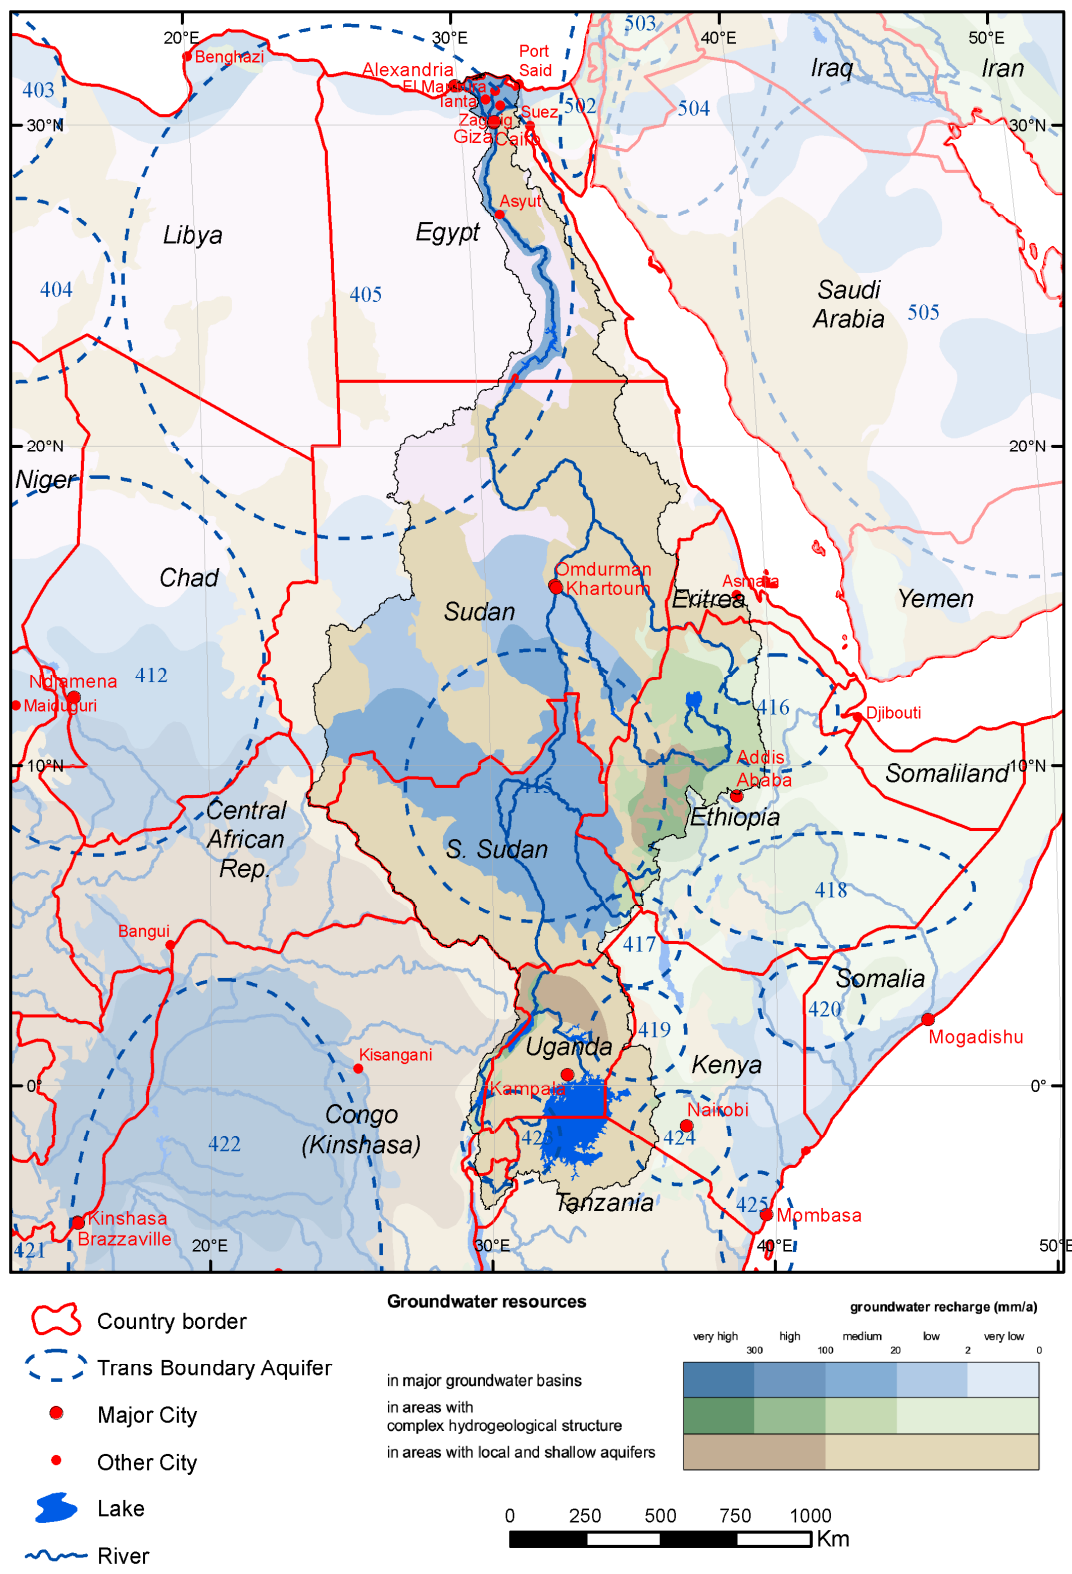 503
20°E
30°E
40°E
50°E
Port
Said
Benghazi
Alexandria
Iraq
Iran
403
El Mansura
Tanta
502
504
Suez
30°N
30°N
Zagazig
Giza
Cairo
Asyut
Libya
Egypt
404
405
Saudi
Arabia
505
20°N
20°N
Niger
Chad
Omdurman
Khartoum
Asmara
Eritrea
Yemen
Sudan
412
Ndjamena
Maiduguri
416
Djibouti
10°N
10°N
Addis
Ababa
Somaliland
415
Central
African
Rep.
Ethiopia
S. Sudan
418
Bangui
417
Somalia
420
419
Mogadishu
Uganda
Kisangani
Kenya
0°
0°
Kampala
Nairobi
Congo
(Kinshasa)
422
423
424
Tanzania
425
Mombasa
Kinshasa
Brazzaville
421
20°E
30°E
40°E
50°E
Country border
Trans Boundary Aquifer
Major City
Other City
Lake
River
Groundwater resources
groundwater recharge (mm/a)
very high high medium low very low
300 100 20 2 0
in major groundwater basins
in areas with
complex hydrogeological structure
in areas with local and shallow aquifers
0 250 500 750 1000
Km